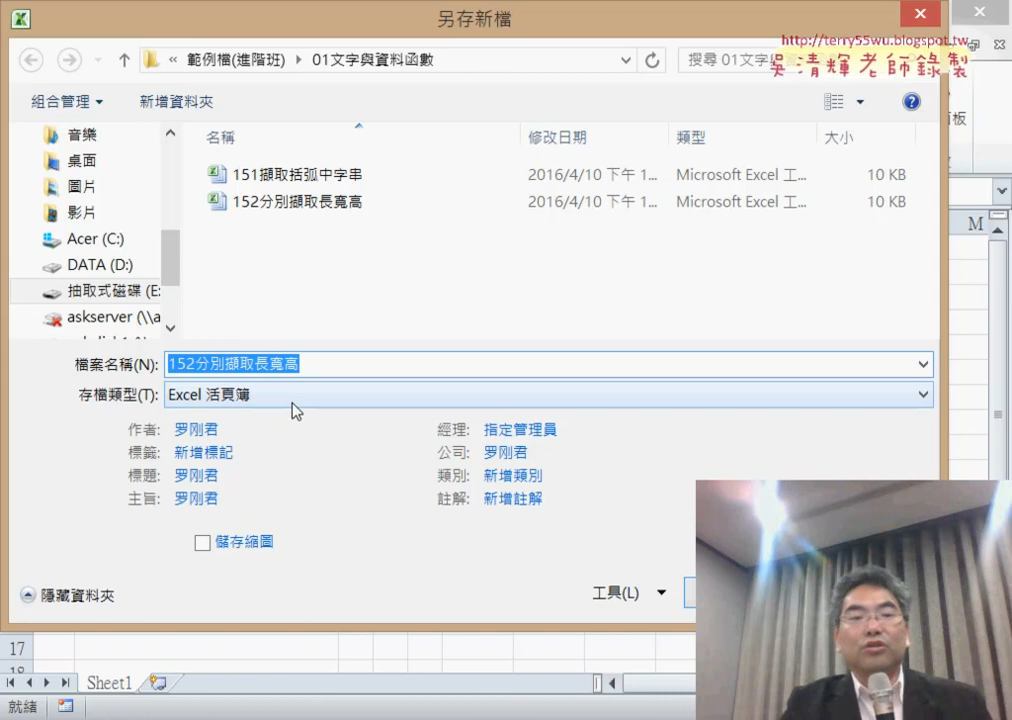 另存新檔
http://terry55wu.blogspot.tw
吳清輝老師錄製
« 範例檔(進階班) 01文字與資料函數
搜尋 01文字
組合管理 新增資料夾
音樂
桌面
圖片
影片
Acer (C:)
DATA (D:)
抽取式磁碟 (E:
askserver (\\a
名稱 修改日期 類型 大小
151擷取括弧中字串 2016/4/10 下午 1... Microsoft Excel 工... 10 KB
152分別擷取長寬高 2016/4/10 下午 1... Microsoft Excel 工... 10 KB
檔案名稱(N): 152分別擷取長寬高
存檔類型(T): Excel 活頁簿
作者: 罗刚君 經理: 指定管理員
標籤: 新增標記 公司: 罗刚君
標題: 罗刚君 類別: 新增類別
主旨: 罗刚君 註解: 新增註解
儲存縮圖
隱藏資料夾 工具(L)
板
M
17
18
Sheet1
就緒